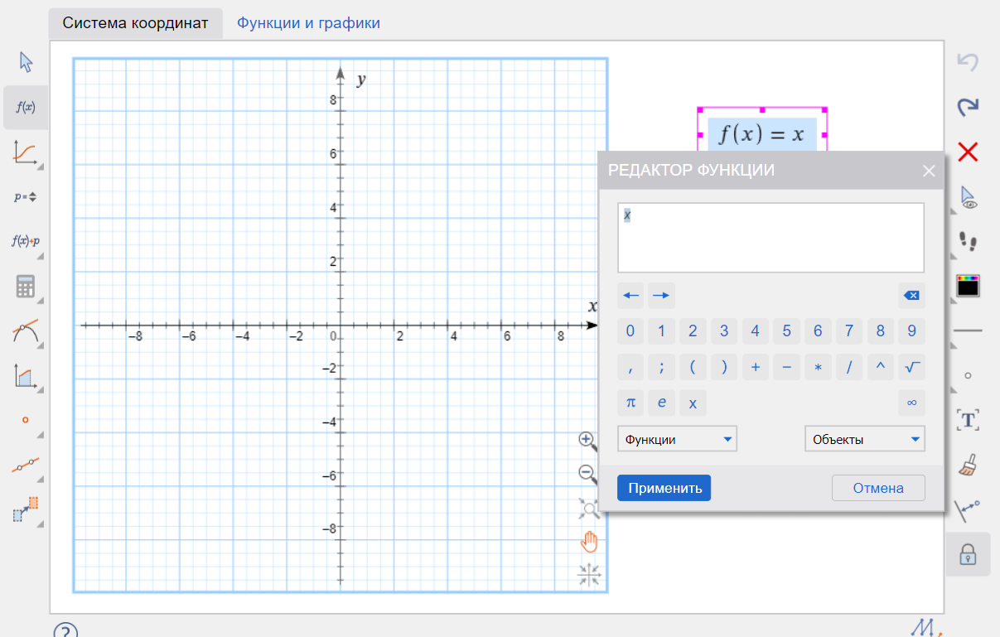 Система координат
Функции и графики
f(x)
p=
f(x)+p
y
x
8
6
4
2
−8 −6 −4 −2 0 2 4 6 8
−2
−4
−6
−8
f(x) = x
РЕДАКТОР ФУНКЦИИ
x
0 1 2 3 4 5 6 7 8 9
, ; ( ) + − * / ^ √
π e x ∞
Функции
Объекты
Применить
Отмена
T
?